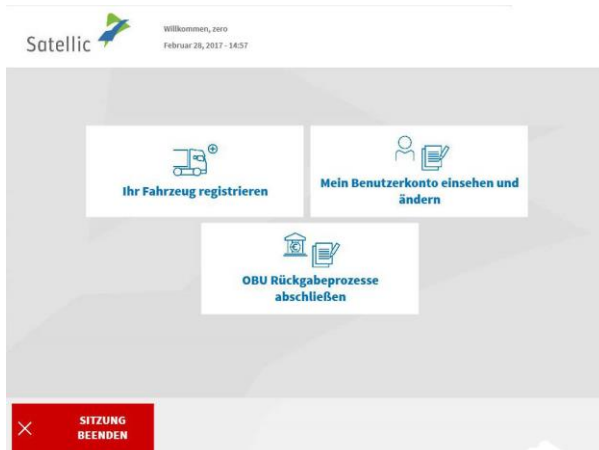 Satellic
Willkommen, zero
Februar 28, 2017 - 14:57
Ihr Fahrzeug registrieren
Mein Benutzerkonto einsehen und
ändern
OBU Rückgabeprozesse
abschließen
SITZUNG
BEENDEN